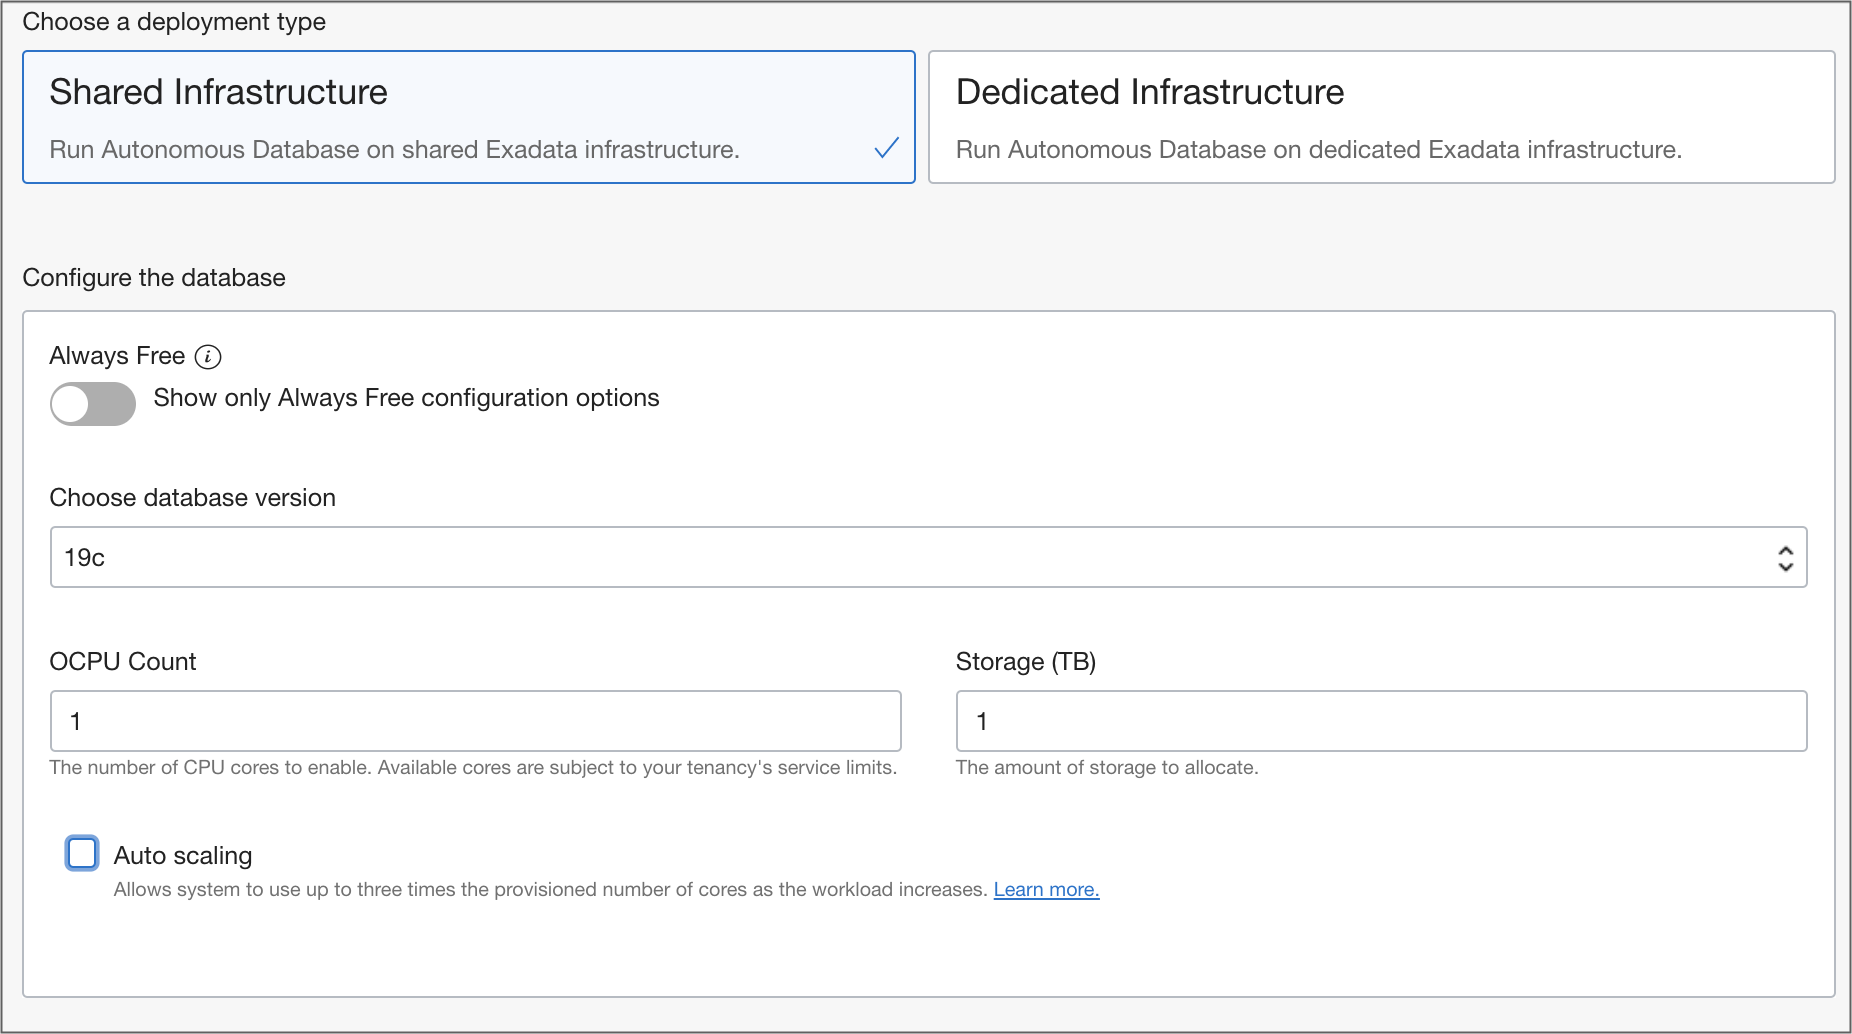 Choose a deployment type
Shared Infrastructure
Run Autonomous Database on shared Exadata infrastructure.
Dedicated Infrastructure
Run Autonomous Database on dedicated Exadata infrastructure.
Configure the database
Always Free
Show only Always Free configuration options
Choose database version
19c
OCPU Count
1
The number of CPU cores to enable. Available cores are subject to your tenancy's service limits.
Storage (TB)
1
The amount of storage to allocate.
Auto scaling
Allows system to use up to three times the provisioned number of cores as the workload increases. Learn more.